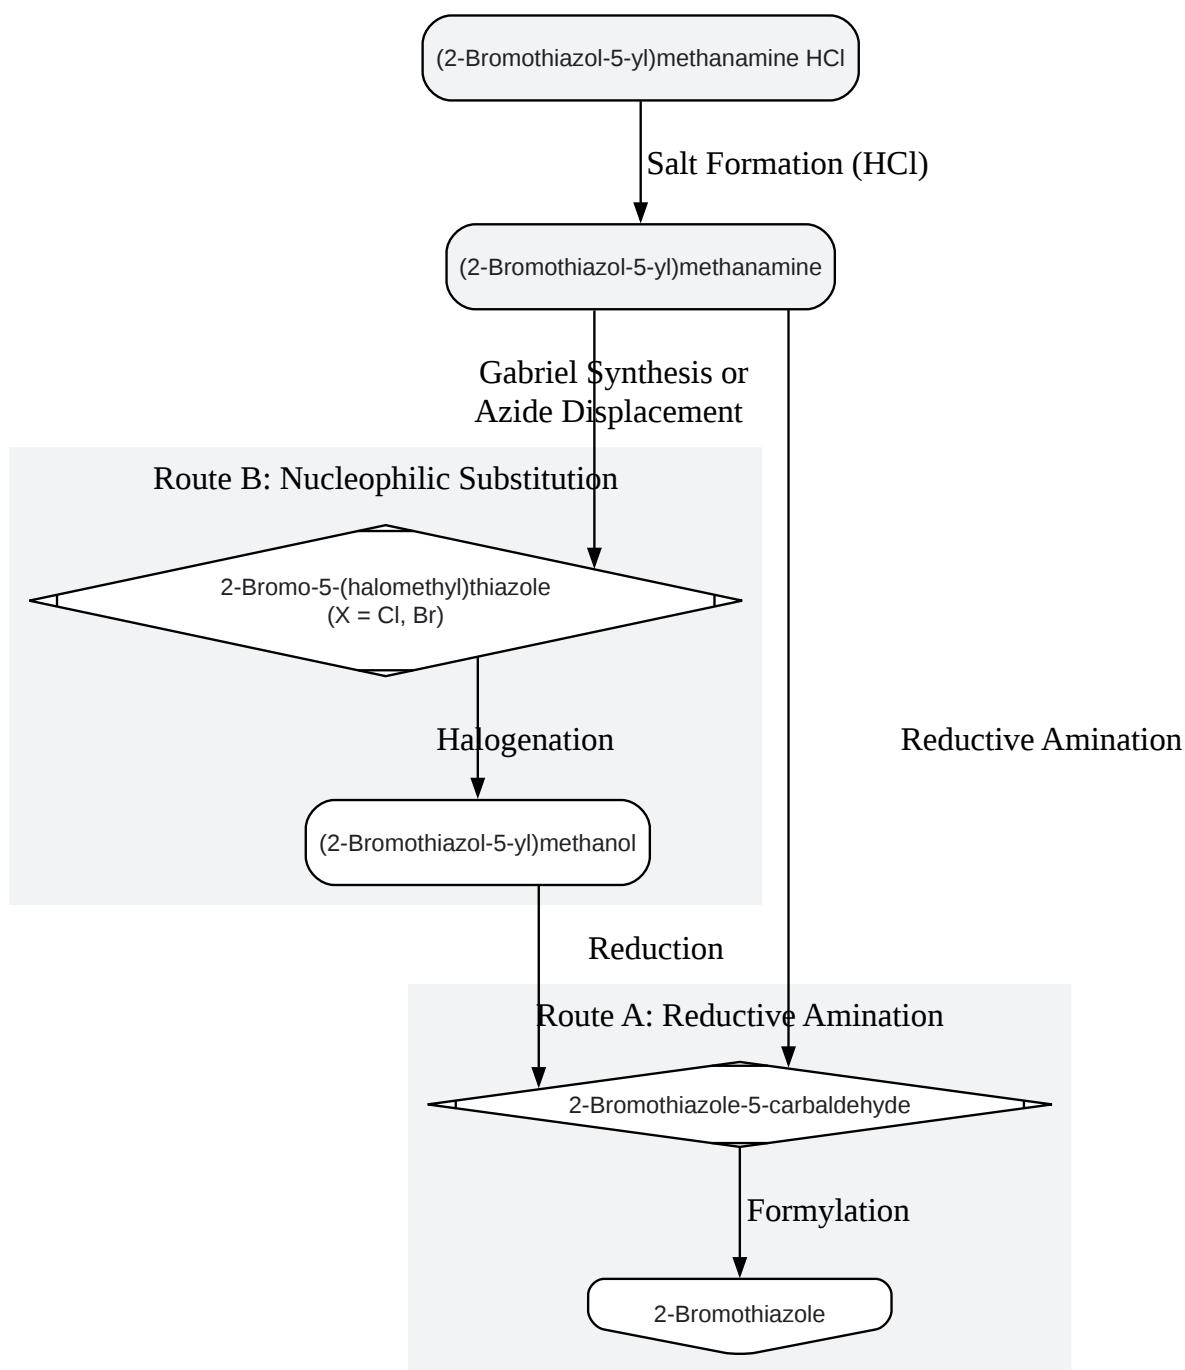 (2-Bromothiazol-5-yl)methanamine HCl
Salt Formation (HCl)
(2-Bromothiazol-5-yl)methanamine
Gabriel Synthesis or
Azide Displacement
Route B: Nucleophilic Substitution
2-Bromo-5-(halomethyl)thiazole
(X = Cl, Br)
Halogenation
Reductive Amination
(2-Bromothiazol-5-yl)methanol
Reduction
Route A: Reductive Amination
2-Bromothiazole-5-carbaldehyde
Formylation
2-Bromothiazole